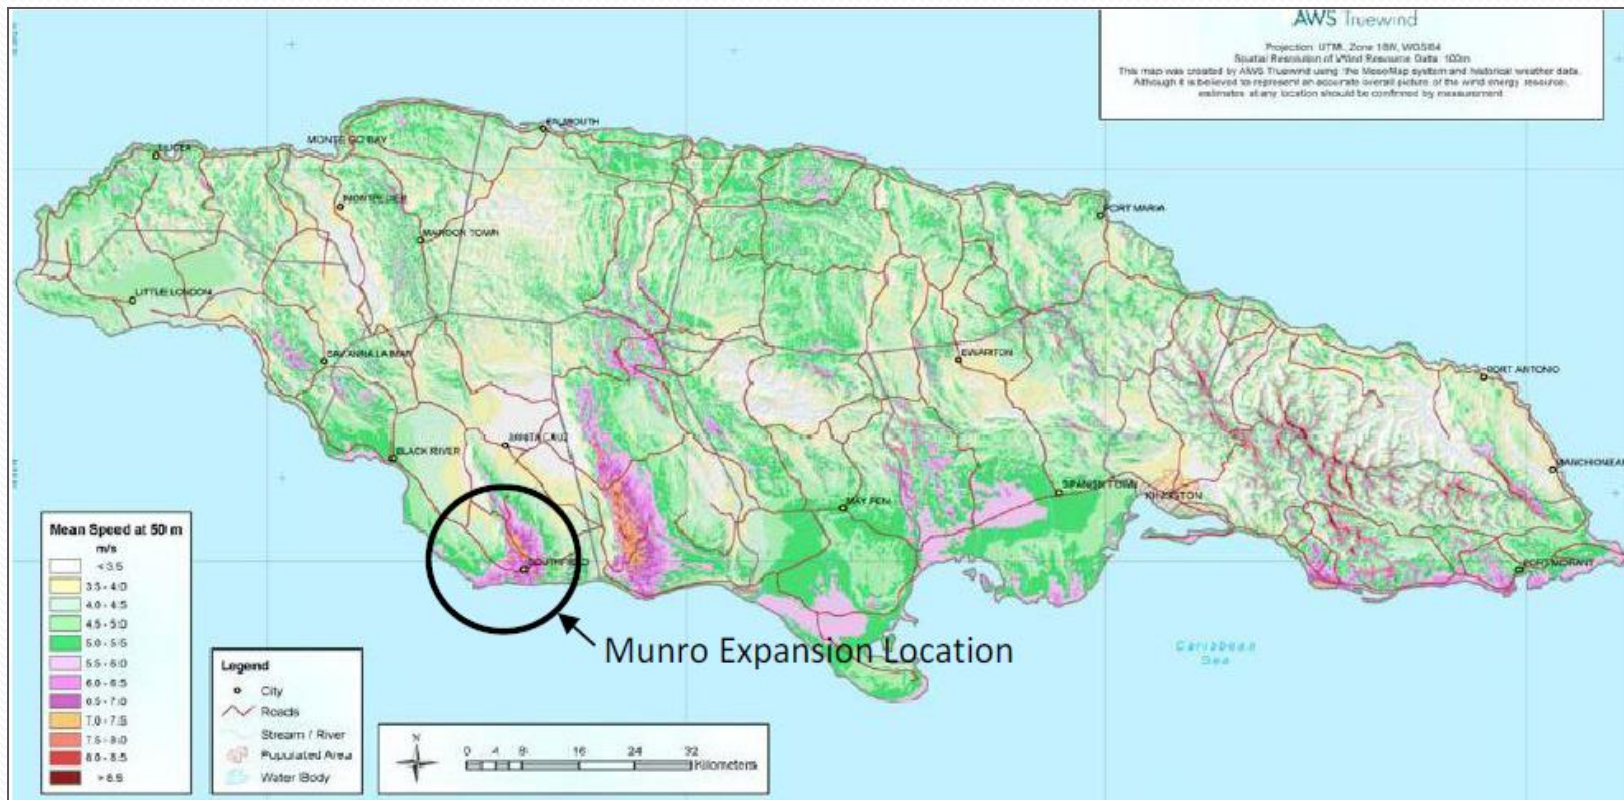 AWS Truewind
Projection: UTM, Zone 18N, WGS84
Spatial Resolution of Wind Resource Data: 100m
This map was created by AWS Truewind using the MesoMap system and historical weather data.
Although it is believed to represent an accurate overall picture of the wind energy resource,
estimates at any location should be confirmed by measurement
FALMOUTH
MONTEGO BAY
LUCEA
MONTPELIER
PORT MARIA
MAROON TOWN
LITTLE LONDON
SAVANNA LA MAR
EWARTON
PORT ANTONIO
SANTA CRUZ
BLACK RIVER
MANCHIONEAL
SPANISH TOWN
KINGSTON
MAY PEN
SOUTHFIELD
PORT MORANT
Munro Expansion Location
Caribbean
Sea
Mean Speed at 50 m
m/s
< 3.5
3.5 - 4.0
4.0 - 4.5
4.5 - 5.0
5.0 - 5.5
5.5 - 6.0
6.0 - 6.5
6.5 - 7.0
7.0 - 7.5
7.5 - 8.0
8.0 - 8.5
> 8.5
Legend
City
Roads
Stream / River
Populated Area
Water Body
N
0 4 8 16 24 32
Kilometers